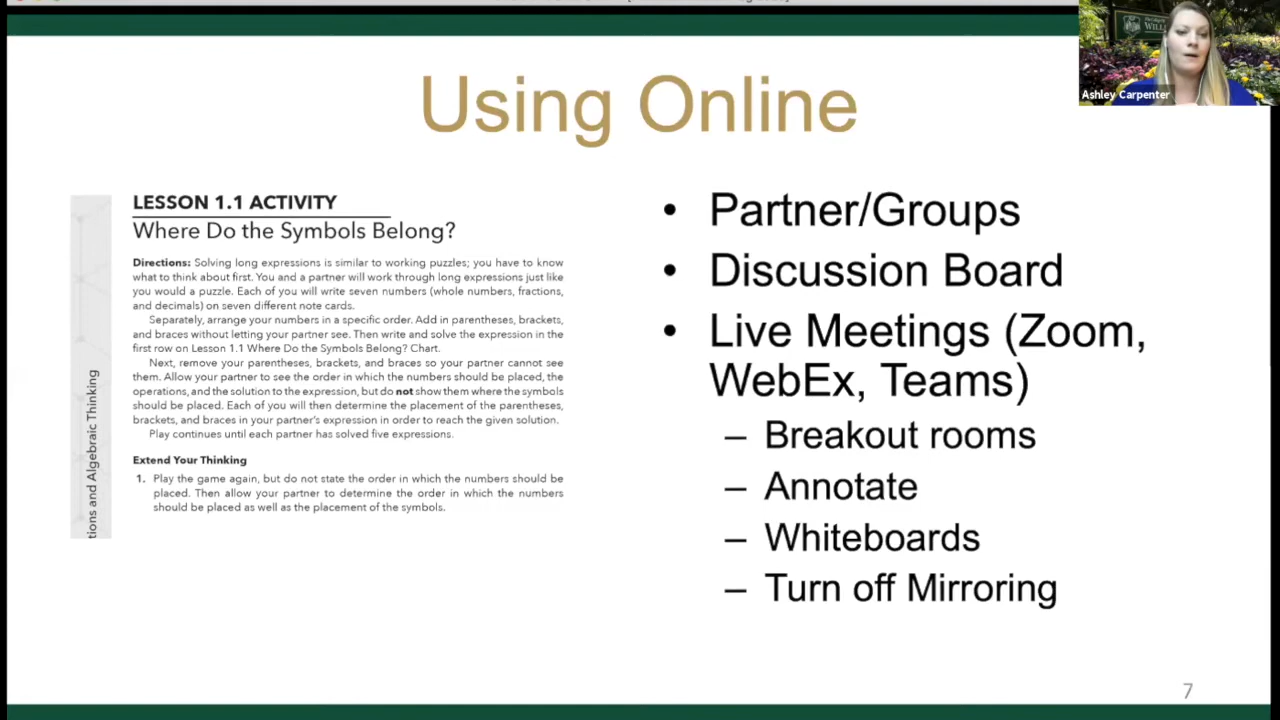 WILL
Ashley Carpenter
Using Online
LESSON 1.1 ACTIVITY
Where Do the Symbols Belong?
Directions: Solving long expressions is similar to working puzzles; you have to know
what to think about first. You and a partner will work through long expressions just like
you would a puzzle. Each of you will write seven numbers (whole numbers, fractions,
and decimals) on seven different note cards.
Separately, arrange your numbers in a specific order. Add in parentheses, brackets,
and braces without letting your partner see. Then write and solve the expression in the
first row on Lesson 1.1 Where Do the Symbols Belong? Chart.
Next, remove your parentheses, brackets, and braces so your partner cannot see
them. Allow your partner to see the order in which the numbers should be placed, the
operations, and the solution to the expression, but do not show them where the symbols
should be placed. Each of you will then determine the placement of the parentheses,
brackets, and braces in your partner's expression in order to reach the given solution.
Play continues until each partner has solved five expressions.
Extend Your Thinking
1. Play the game again, but do not state the order in which the numbers should be
placed. Then allow your partner to determine the order in which the numbers
should be placed as well as the placement of the symbols.
tions and Algebraic Thinking
• Partner/Groups
• Discussion Board
• Live Meetings (Zoom,
WebEx, Teams)
– Breakout rooms
– Annotate
– Whiteboards
– Turn off Mirroring
7